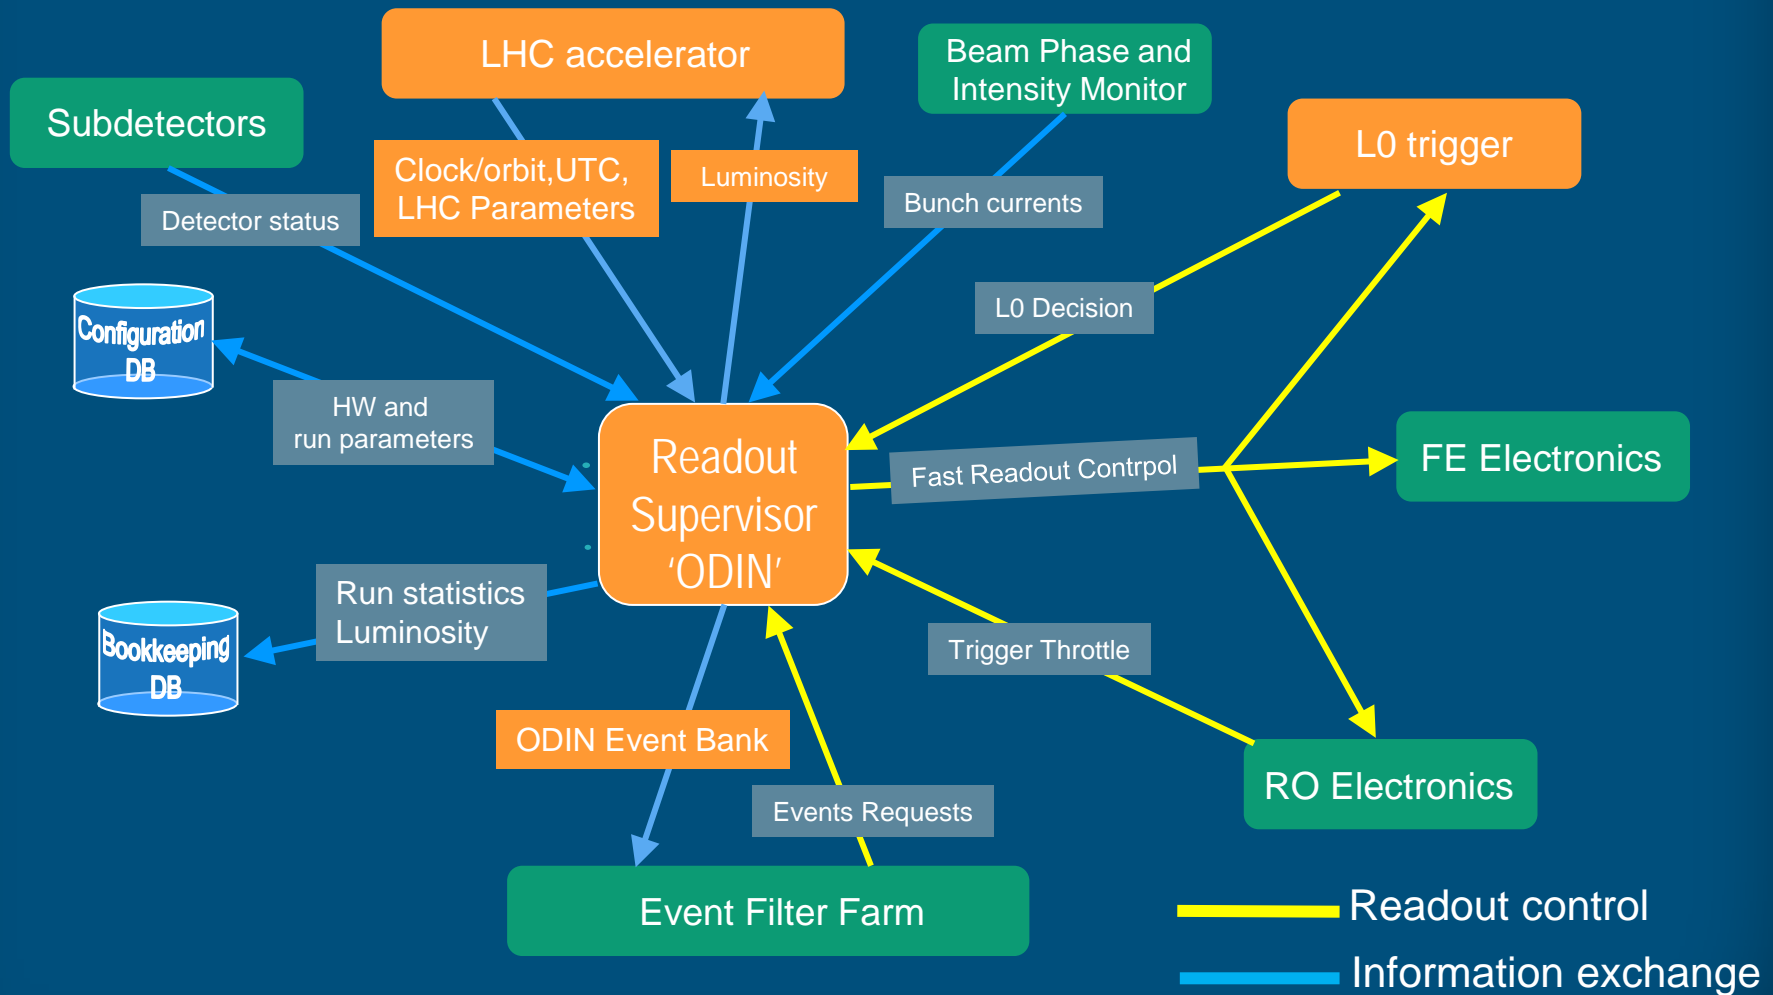 LHC accelerator
Beam Phase and
Intensity Monitor
Subdetectors
L0 trigger
Clock/orbit,UTC,
LHC Parameters
Luminosity
Bunch currents
Detector status
L0 Decision
Configuration
DB
HW and
run parameters
Readout
Supervisor
‘ODIN’
Fast Readout Contrpol
FE Electronics
Run statistics
Luminosity
Bookkeeping
DB
Trigger Throttle
ODIN Event Bank
RO Electronics
Events Requests
Event Filter Farm
Readout control
Information exchange